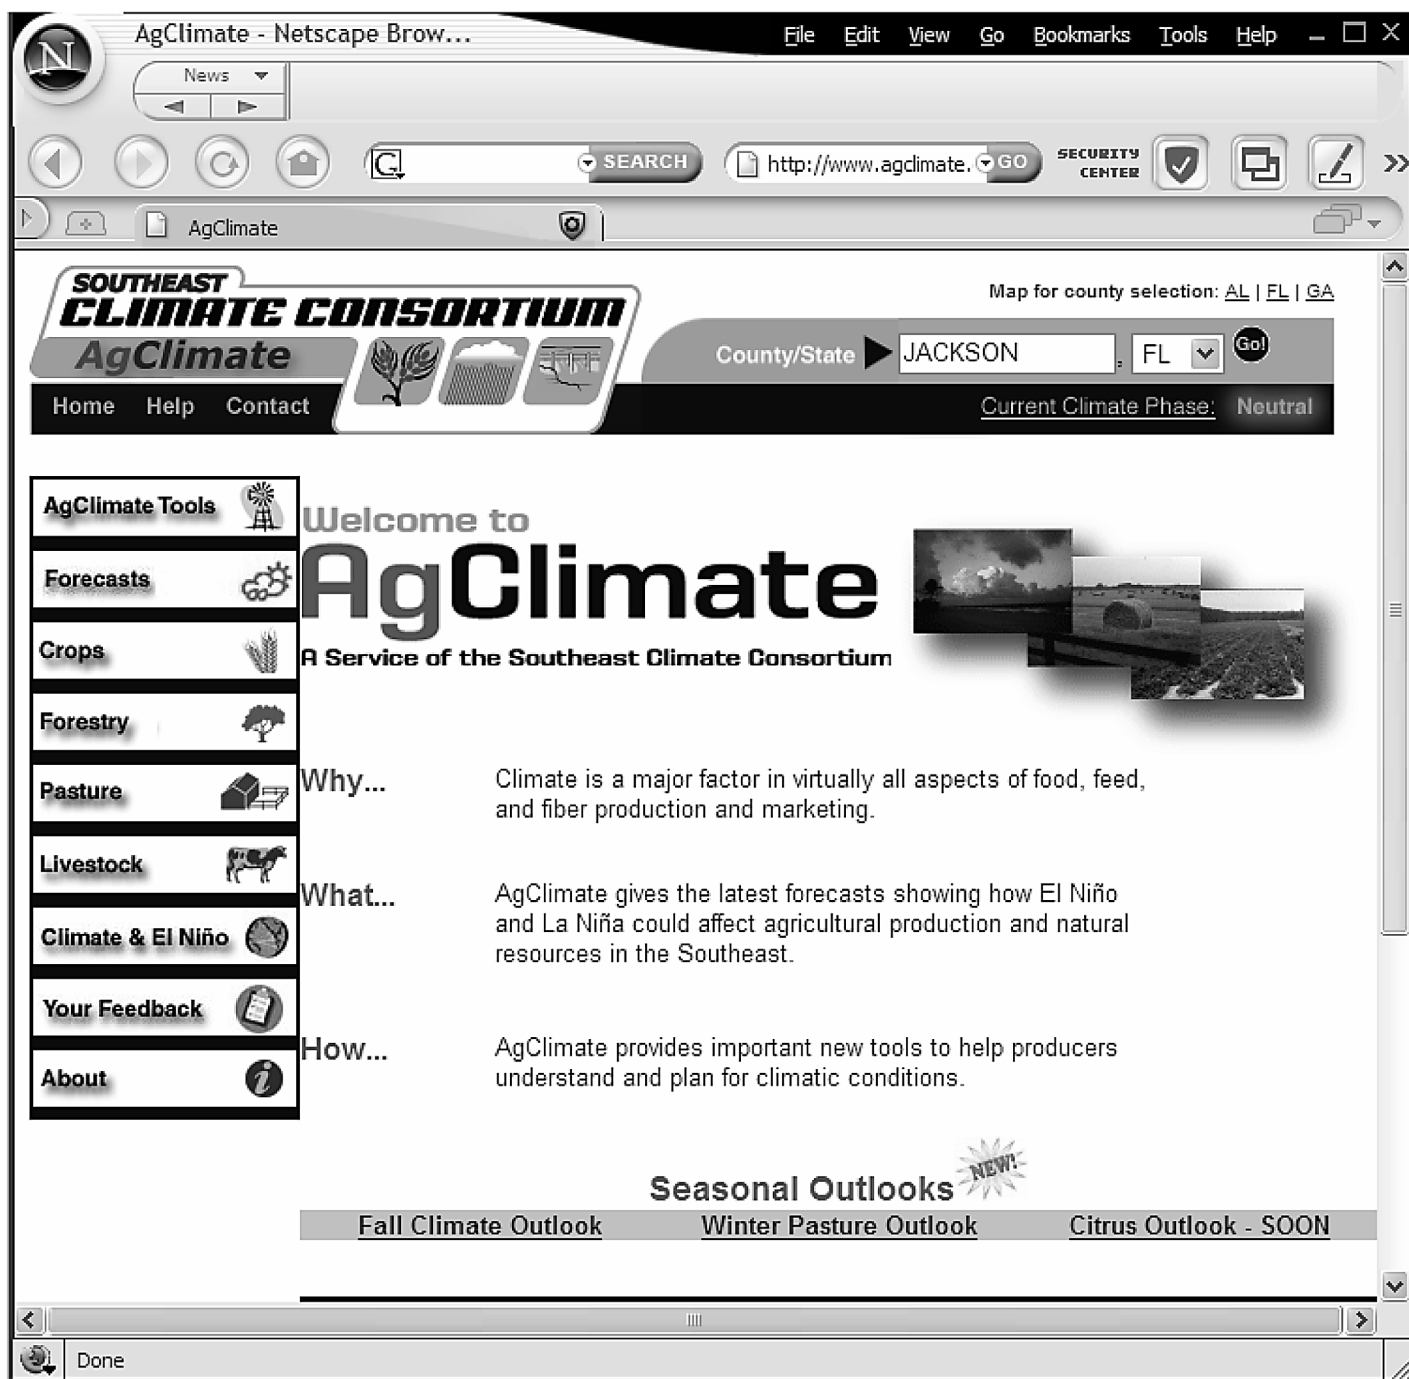 AgClimate - Netscape Brow...
File Edit View Go Bookmarks Tools Help
News
SEARCH
http://www.agclimate.
GO
SECURITY
CENTER
AgClimate
SOUTHEAST
CLIMATE CONSORTIUM
AgClimate
Map for county selection: AL | FL | GA
County/State JACKSON , FL Go!
Home Help Contact
Current Climate Phase: Neutral
AgClimate Tools
Forecasts
Crops
Forestry
Pasture
Livestock
Climate & El Niño
Your Feedback
About
Welcome to
AgClimate
A Service of the Southeast Climate Consortium
Why...
Climate is a major factor in virtually all aspects of food, feed,
and fiber production and marketing.
What...
AgClimate gives the latest forecasts showing how El Niño
and La Niña could affect agricultural production and natural
resources in the Southeast.
How...
AgClimate provides important new tools to help producers
understand and plan for climatic conditions.
Seasonal Outlooks NEW!
Fall Climate Outlook Winter Pasture Outlook Citrus Outlook - SOON
Done